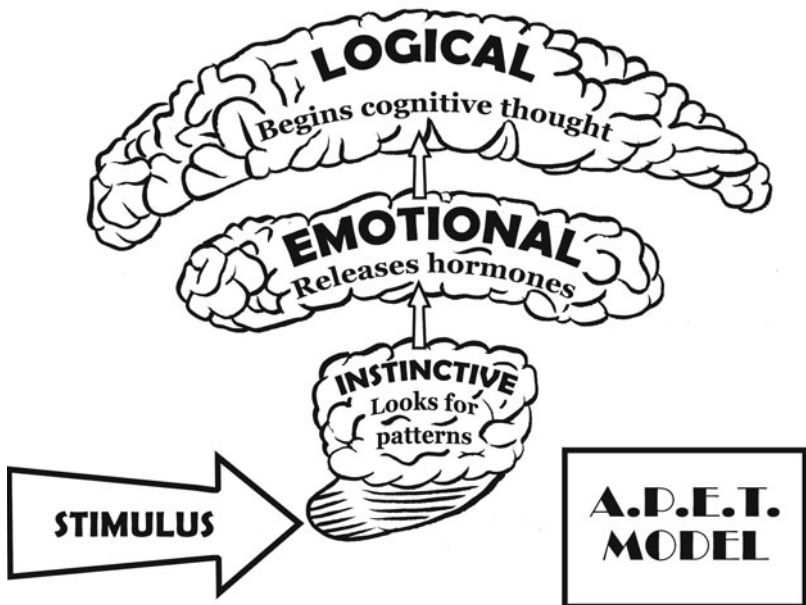 LOGICAL
Begins cognitive thought
EMOTIONAL
Releases hormones
INSTINCTIVE
Looks for
patterns
STIMULUS
A.P.E.T.
MODEL